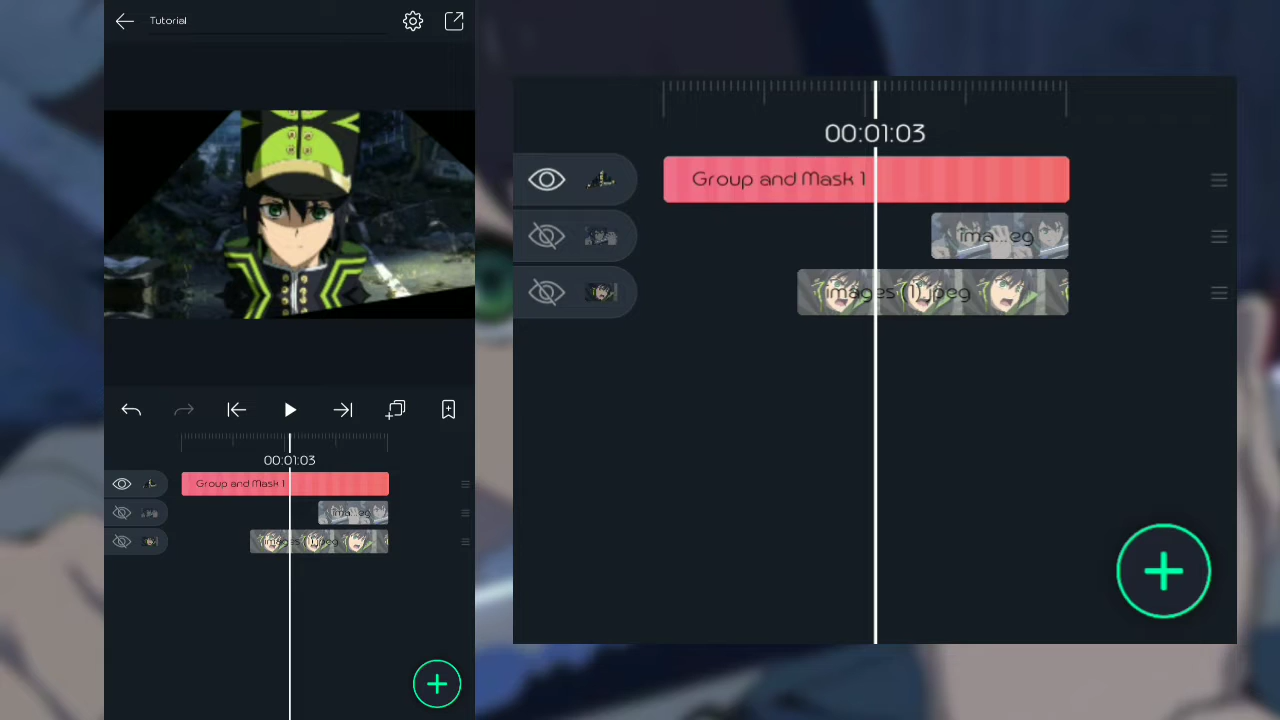 Tutorial
00:01:03
Group and Mask 1
ima...eg
images (1).jpeg
00:01:03
Group and Mask 1
ima...eg
images (1).jpeg